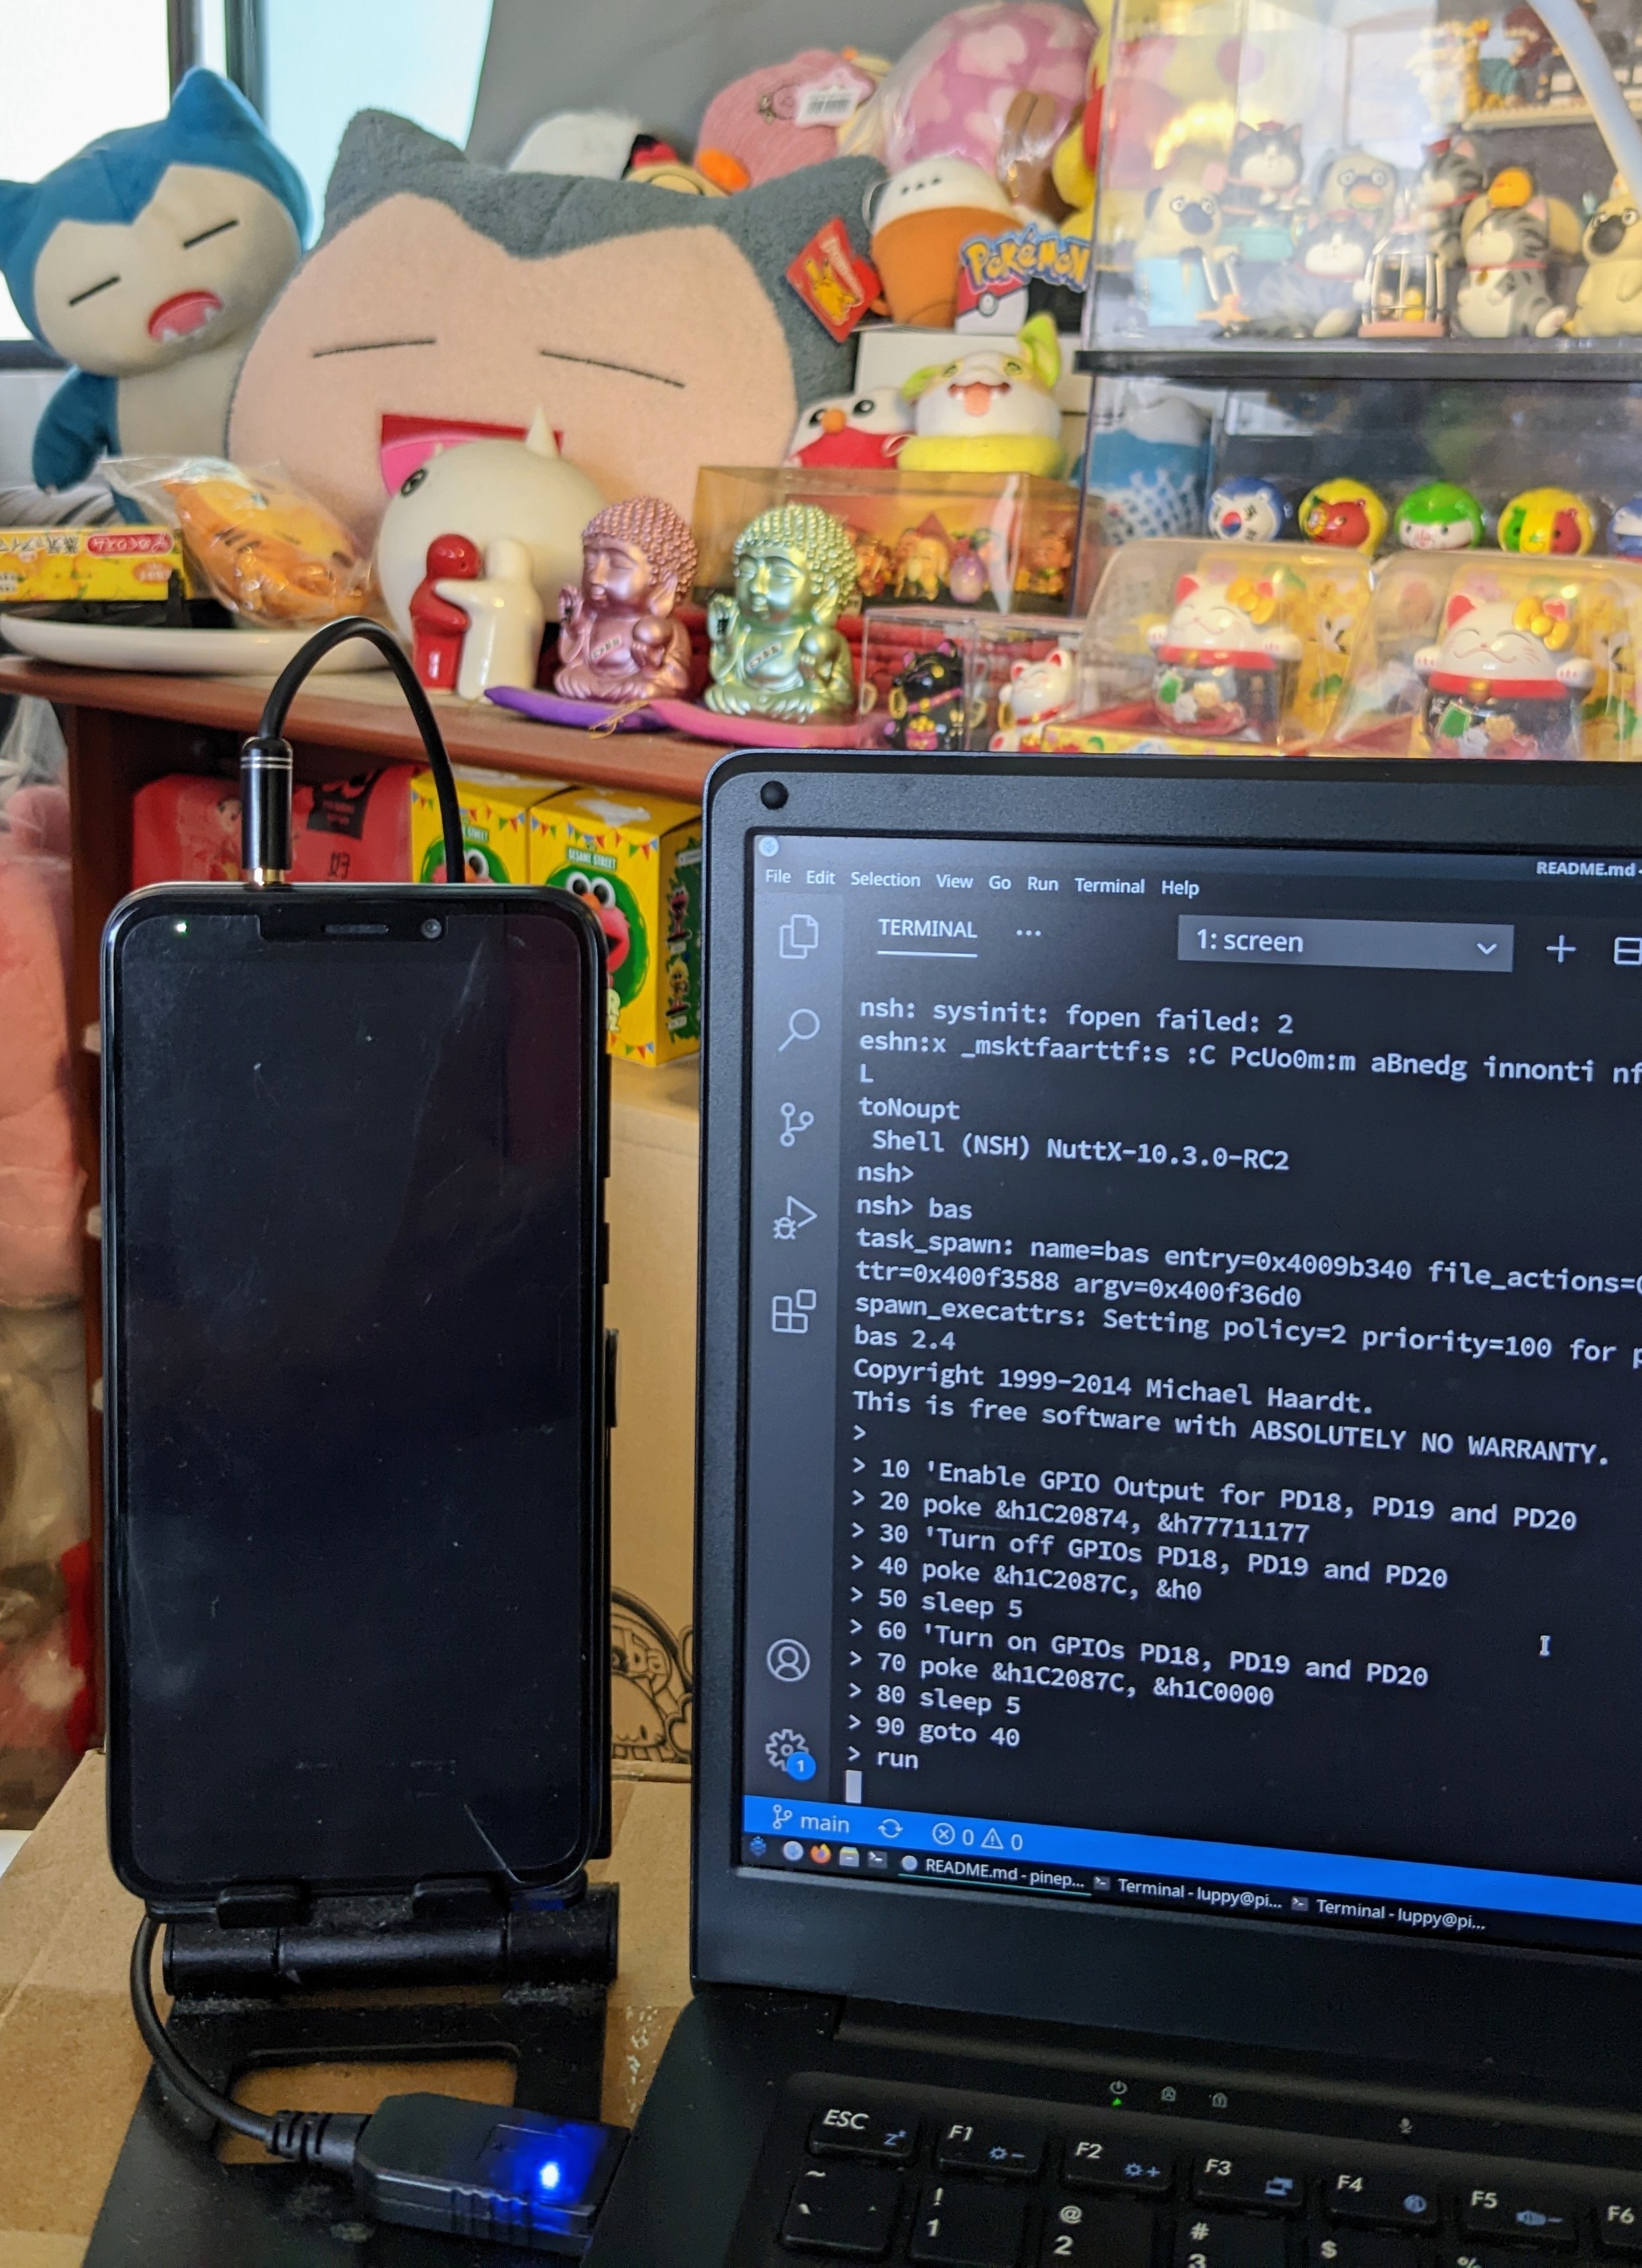 POKéMON
SESAME STREET
SESAME STREET
好
README.md -
File Edit Selection View Go Run Terminal Help
TERMINAL ... 1: screen
nsh: sysinit: fopen failed: 2
eshn:x _msktfaarttf:s :C PcUo0m:m aBnedg innonti nf
L
toNoupt
Shell (NSH) NuttX-10.3.0-RC2
nsh>
nsh> bas
task_spawn: name=bas entry=0x4009b340 file_actions=
ttr=0x400f3588 argv=0x400f36d0
spawn_execattrs: Setting policy=2 priority=100 for p
bas 2.4
Copyright 1999-2014 Michael Haardt.
This is free software with ABSOLUTELY NO WARRANTY.
>
> 10 'Enable GPIO Output for PD18, PD19 and PD20
> 20 poke &h1C20874, &h77711177
> 30 'Turn off GPIOs PD18, PD19 and PD20
> 40 poke &h1C2087C, &h0
> 50 sleep 5
> 60 'Turn on GPIOs PD18, PD19 and PD20
> 70 poke &h1C2087C, &h1C0000
> 80 sleep 5
> 90 goto 40
> run
1
main 0 0
README.md - pinep... Terminal - luppy@pi... Terminal - luppy@pi...
ESC F1 F2 F3 F4 F5 F6
~ ! @ # $ %
` 1 2 3